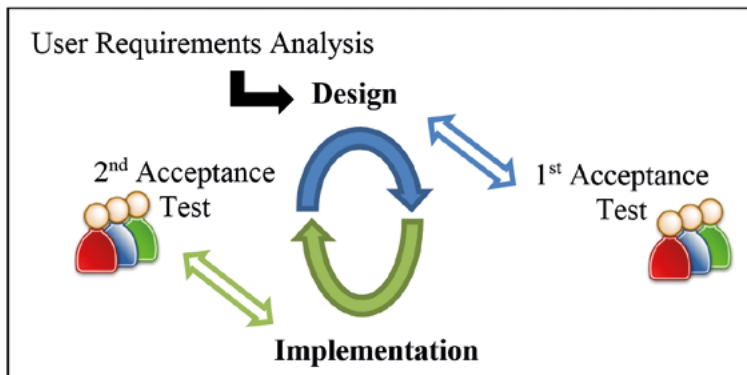 User Requirements Analysis
Design
2nd Acceptance
Test
1st Acceptance
Test
Implementation